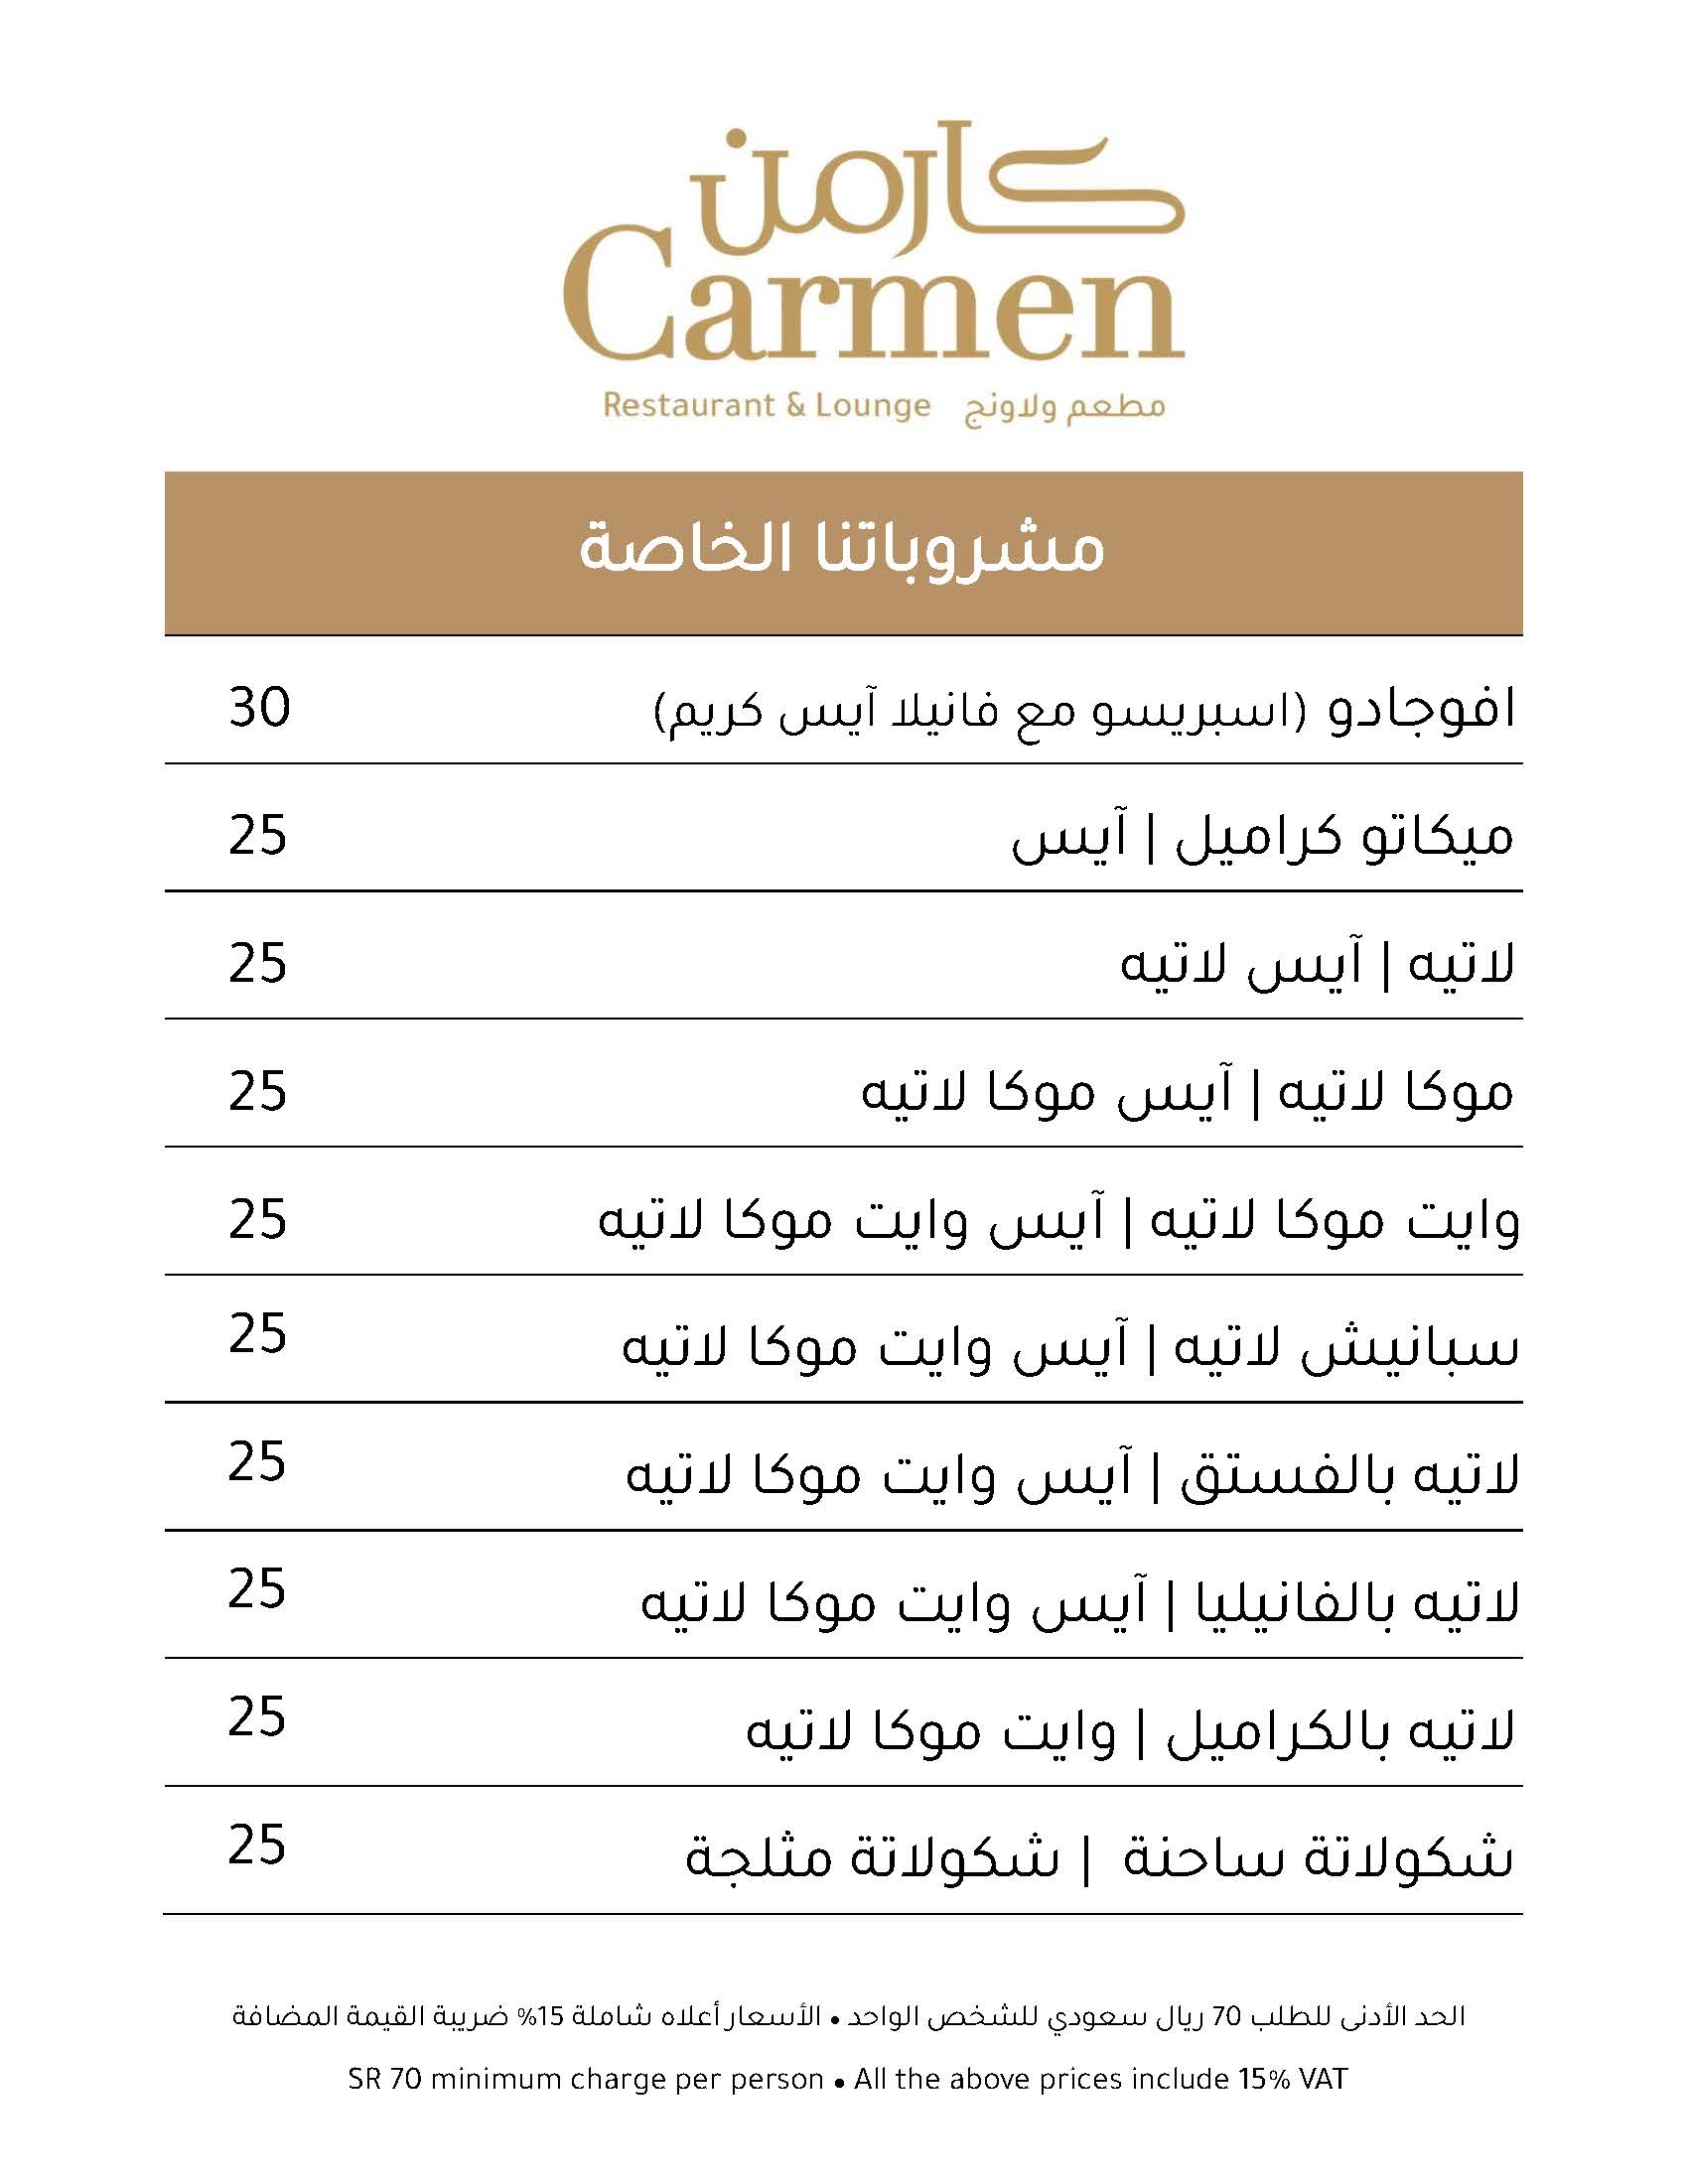 كارمن
Carmen
Restaurant & Lounge مطعم ولاونج
مشروباتنا الخاصة
افوجادو (اسبريسو مع فانيلا آيس كريم) 30
ميكاتو كراميل | آيس 25
لاتيه | آيس لاتيه 25
موكا لاتيه | آيس موكا لاتيه 25
وايت موكا لاتيه | آيس وايت موكا لاتيه 25
سبانيش لاتيه | آيس وايت موكا لاتيه 25
لاتيه بالفستق | آيس وايت موكا لاتيه 25
لاتيه بالفانيليا | آيس وايت موكا لاتيه 25
لاتيه بالكراميل | وايت موكا لاتيه 25
شكولاتة ساحنة | شكولاتة مثلجة 25
الحد الأدنى للطلب 70 ريال سعودي للشخص الواحد • الأسعار أعلاه شاملة 15% ضريبة القيمة المضافة
SR 70 minimum charge per person • All the above prices include 15% VAT